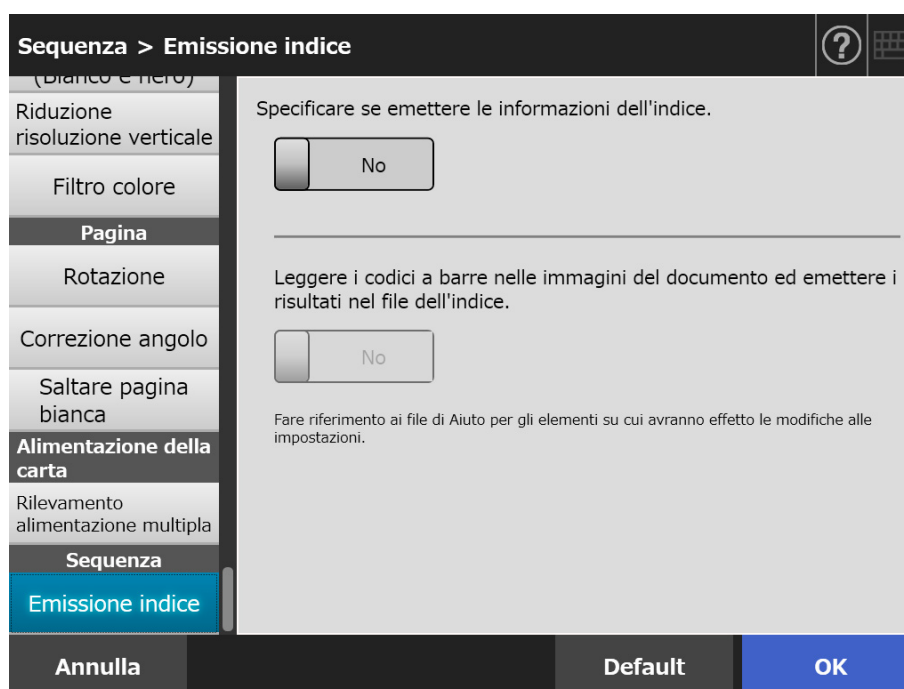 Sequenza > Emissione indice
(Bianco e nero)
Riduzione
risoluzione verticale
Filtro colore
Pagina
Rotazione
Correzione angolo
Saltare pagina
bianca
Alimentazione della
carta
Rilevamento
alimentazione multipla
Sequenza
Emissione indice
Specificare se emettere le informazioni dell'indice.
No
Leggere i codici a barre nelle immagini del documento ed emettere i
risultati nel file dell'indice.
No
Fare riferimento ai file di Aiuto per gli elementi su cui avranno effetto le modifiche alle
impostazioni.
Annulla
Default
OK